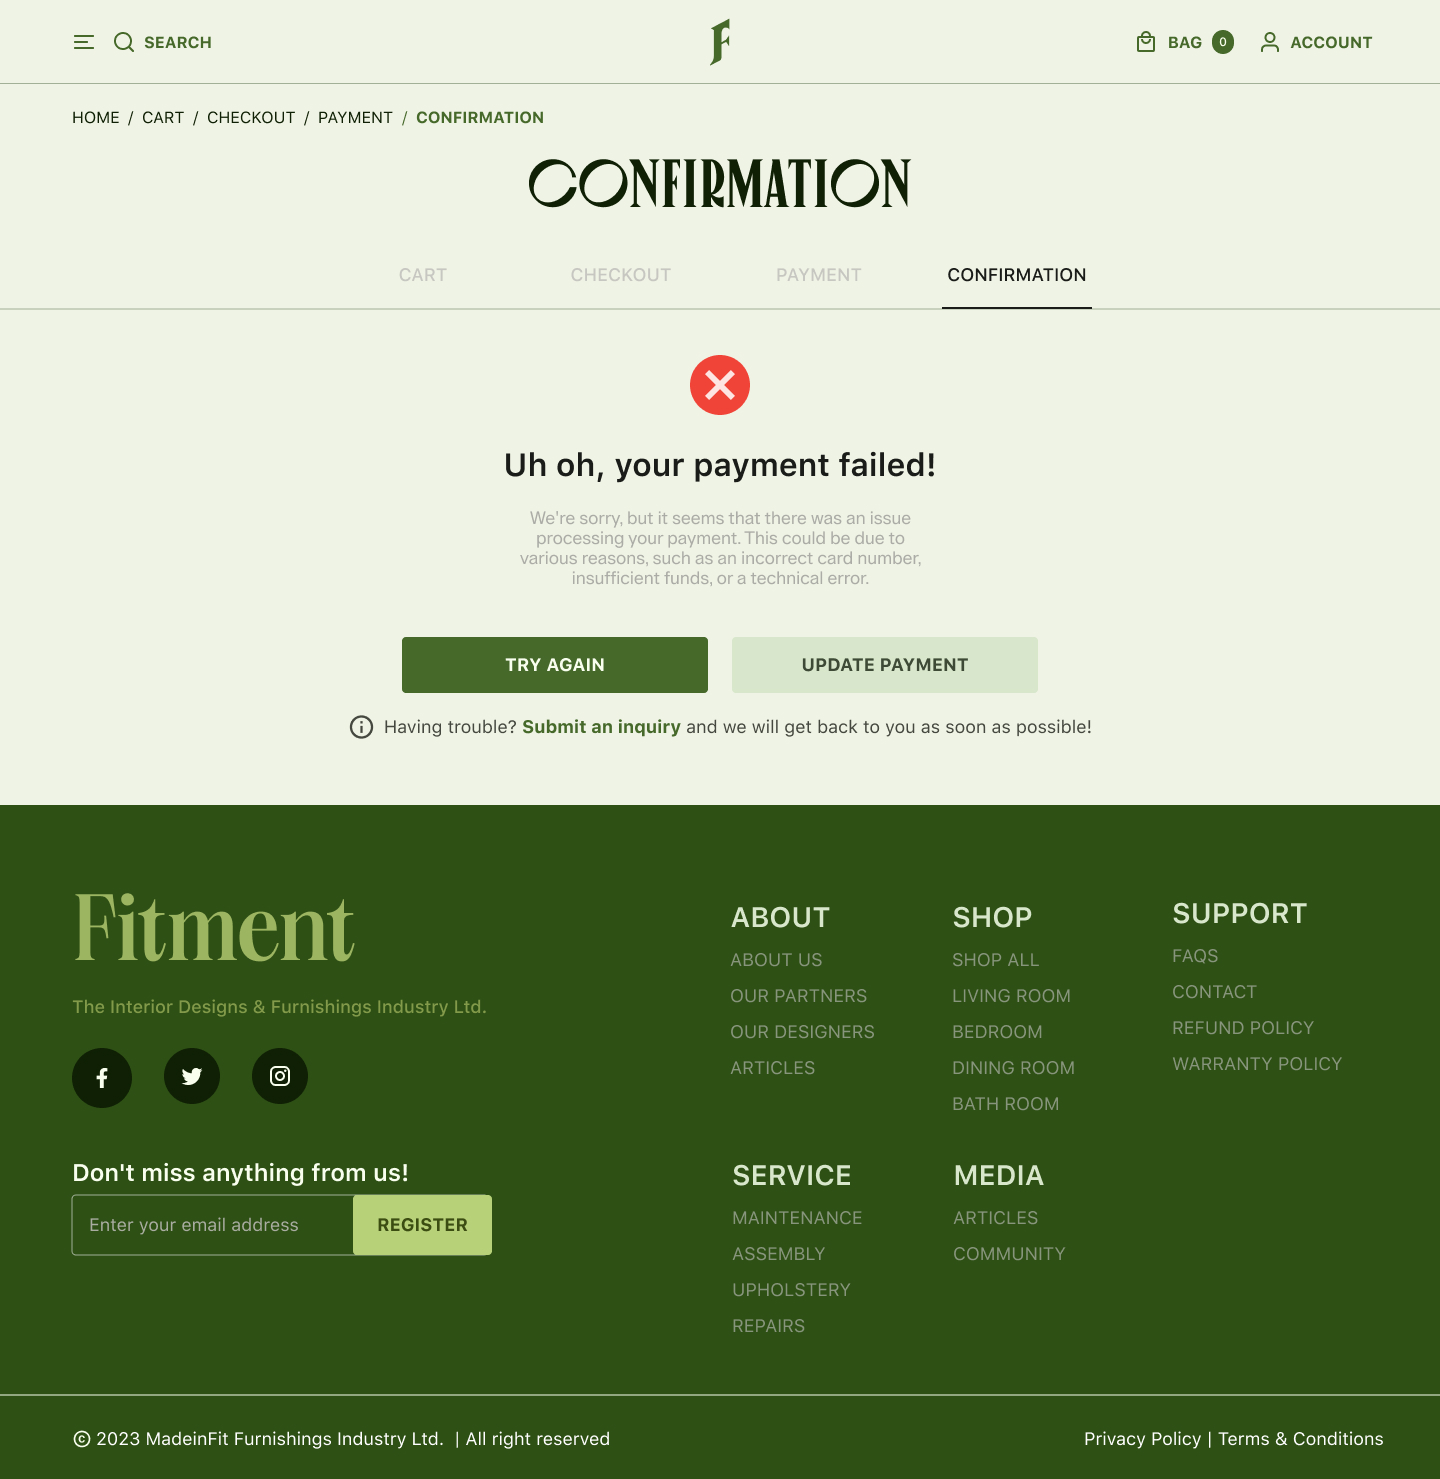 SEARCH
F
BAG 0
ACCOUNT
HOME / CART / CHECKOUT / PAYMENT / CONFIRMATION
CONFIRMATION
CART
CHECKOUT
PAYMENT
CONFIRMATION
Uh oh, your payment failed!
We're sorry, but it seems that there was an issue
processing your payment. This could be due to
various reasons, such as an incorrect card number,
insufficient funds, or a technical error.
TRY AGAIN
UPDATE PAYMENT
Having trouble? Submit an inquiry and we will get back to you as soon as possible!
Fitment
The Interior Designs & Furnishings Industry Ltd.
Don't miss anything from us!
Enter your email address
REGISTER
ABOUT
ABOUT US
OUR PARTNERS
OUR DESIGNERS
ARTICLES
SHOP
SHOP ALL
LIVING ROOM
BEDROOM
DINING ROOM
BATH ROOM
SUPPORT
FAQS
CONTACT
REFUND POLICY
WARRANTY POLICY
SERVICE
MAINTENANCE
ASSEMBLY
UPHOLSTERY
REPAIRS
MEDIA
ARTICLES
COMMUNITY
© 2023 MadeinFit Furnishings Industry Ltd. | All right reserved
Privacy Policy | Terms & Conditions